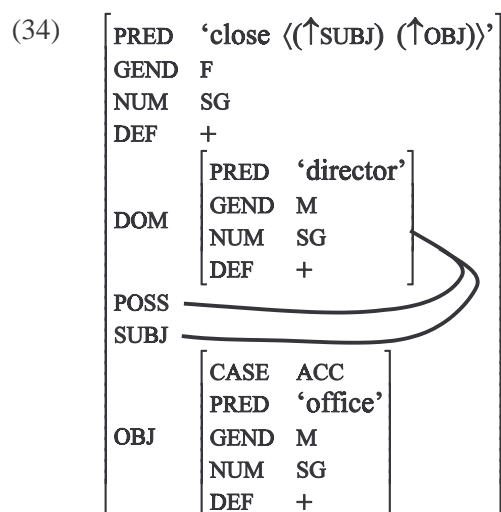 (34)
PRED ‘close ⟨(↑SUBJ) (↑OBJ)⟩’
GEND F
NUM SG
DEF +
DOM
PRED ‘director’
GEND M
NUM SG
DEF +
POSS
SUBJ
OBJ
CASE ACC
PRED ‘office’
GEND M
NUM SG
DEF +